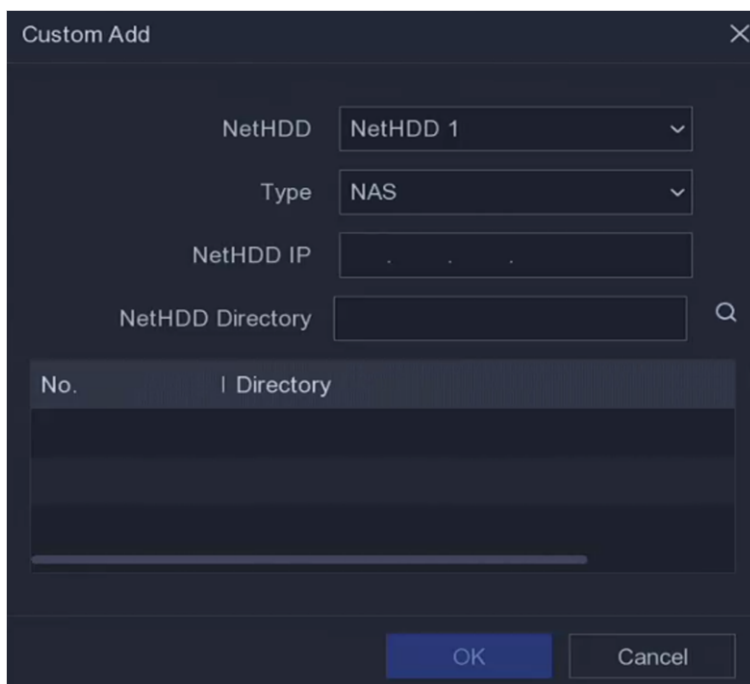 Custom Add
NetHDD NetHDD 1
Type NAS
NetHDD IP . . .
NetHDD Directory
No. Directory
OK Cancel